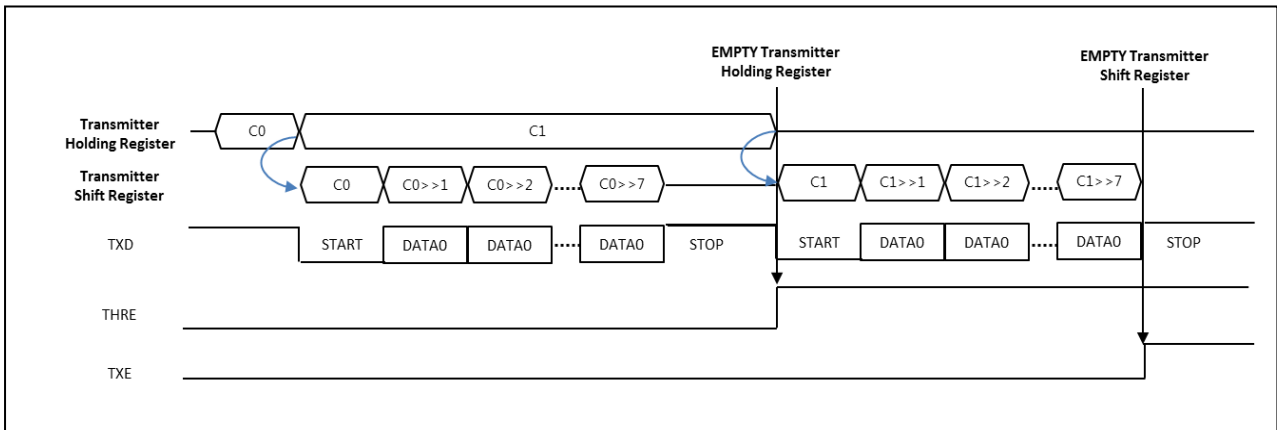 EMPTY Transmitter
Holding Register
EMPTY Transmitter
Shift Register
Transmitter
Holding Register
C0
C1
Transmitter
Shift Register
C0
C0>>1
C0>>2
.....
C0>>7
C1
C1>>1
C1>>2
.....
C1>>7
TXD
START
DATA0
DATA0
.....
DATA0
STOP
START
DATA0
DATA0
.....
DATA0
STOP
THRE
TXE